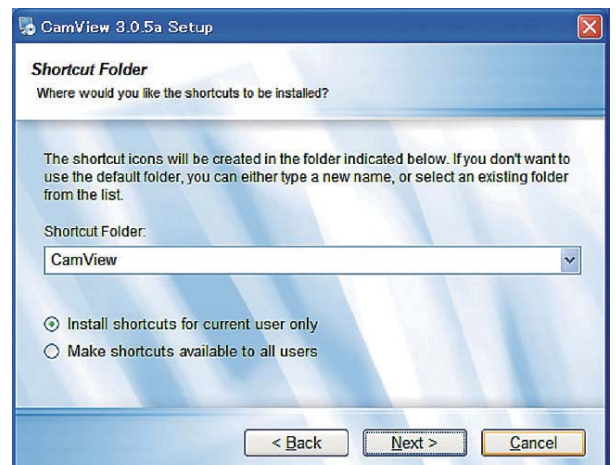 CamView 3.0.5a Setup
Shortcut Folder
Where would you like the shortcuts to be installed?
The shortcut icons will be created in the folder indicated below. If you don't want to
use the default folder, you can either type a new name, or select an existing folder
from the list.
Shortcut Folder:
CamView
Install shortcuts for current user only
Make shortcuts available to all users
< Back
Next >
Cancel